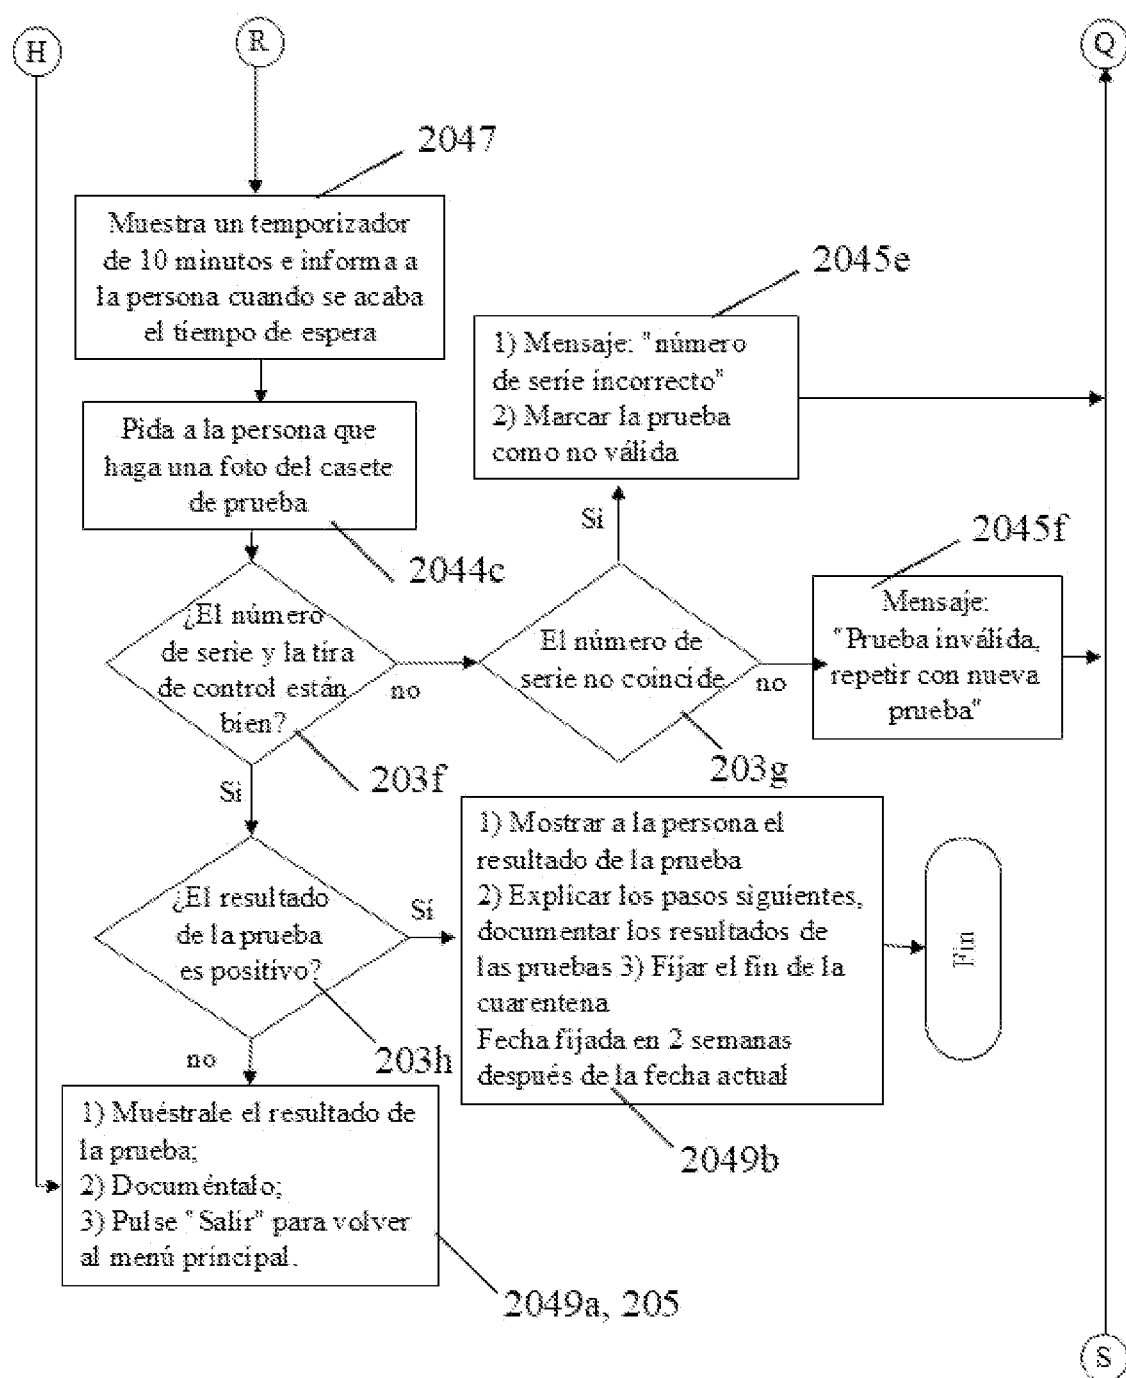 H
R
Q
2047
Muestra un temporizador
de 10 minutos e informa a
la persona cuando se acaba
el tiempo de espera
2045e
1) Mensaje: "número
de serie incorrecto"
2) Marcar la prueba
como no válida
Pida a la persona que
haga una foto del casete
de prueba
2044c
Sí
2045f
¿El número
de serie y la tira
de control están
bien?
no
203f
El número de
serie no coincide
no
203g
Mensaje:
"Prueba inválida,
repetir con nueva
prueba"
Sí
¿El resultado
de la prueba
es positivo?
Sí
203h
no
1) Mostrar a la persona el
resultado de la prueba
2) Explicar los pasos siguientes,
documentar los resultados de
las pruebas 3) Fijar el fin de la
cuarentena
Fecha fijada en 2 semanas
después de la fecha actual
2049b
Fin
1) Muéstrale el resultado de
la prueba;
2) Documéntalo;
3) Pulse "Salir" para volver
al menú principal.
2049a, 205
S